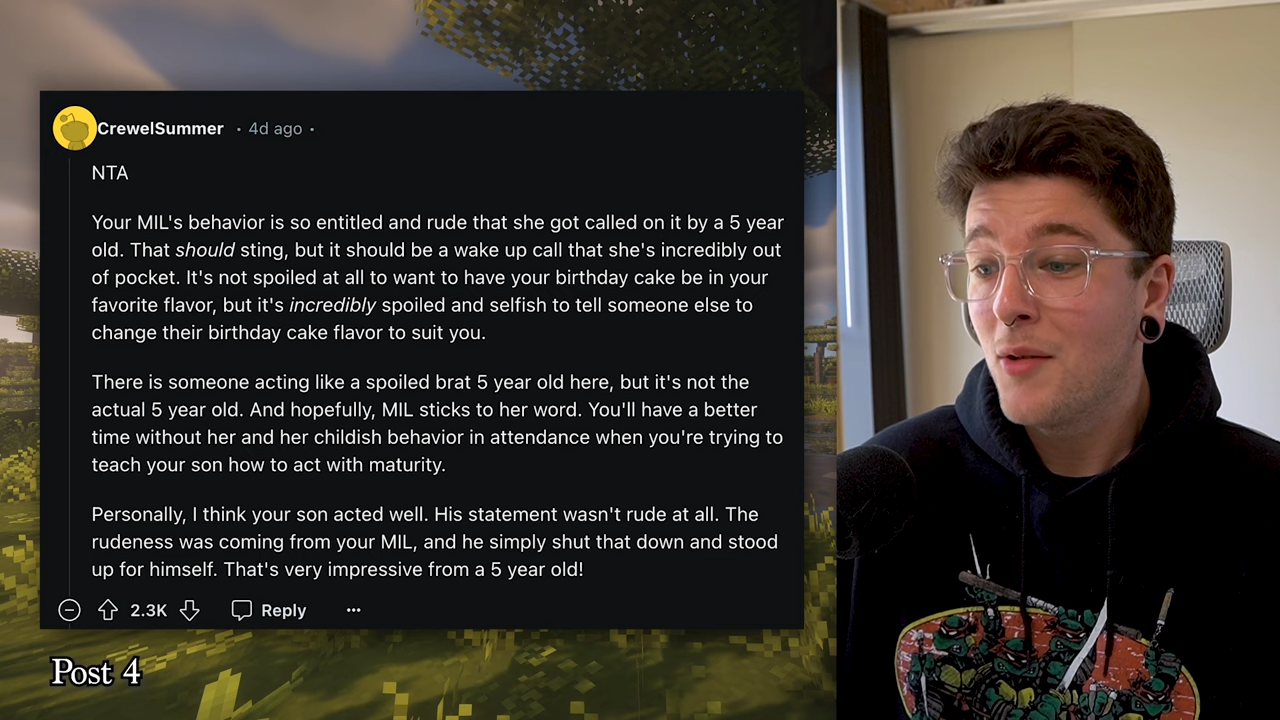 CrewelSummer • 4d ago •
NTA
Your MIL's behavior is so entitled and rude that she got called on it by a 5 year
old. That should sting, but it should be a wake up call that she's incredibly out
of pocket. It's not spoiled at all to want to have your birthday cake be in your
favorite flavor, but it's incredibly spoiled and selfish to tell someone else to
change their birthday cake flavor to suit you.
There is someone acting like a spoiled brat 5 year old here, but it's not the
actual 5 year old. And hopefully, MIL sticks to her word. You'll have a better
time without her and her childish behavior in attendance when you're trying to
teach your son how to act with maturity.
Personally, I think your son acted well. His statement wasn't rude at all. The
rudeness was coming from your MIL, and he simply shut that down and stood
up for himself. That's very impressive from a 5 year old!
2.3K Reply
Post 4